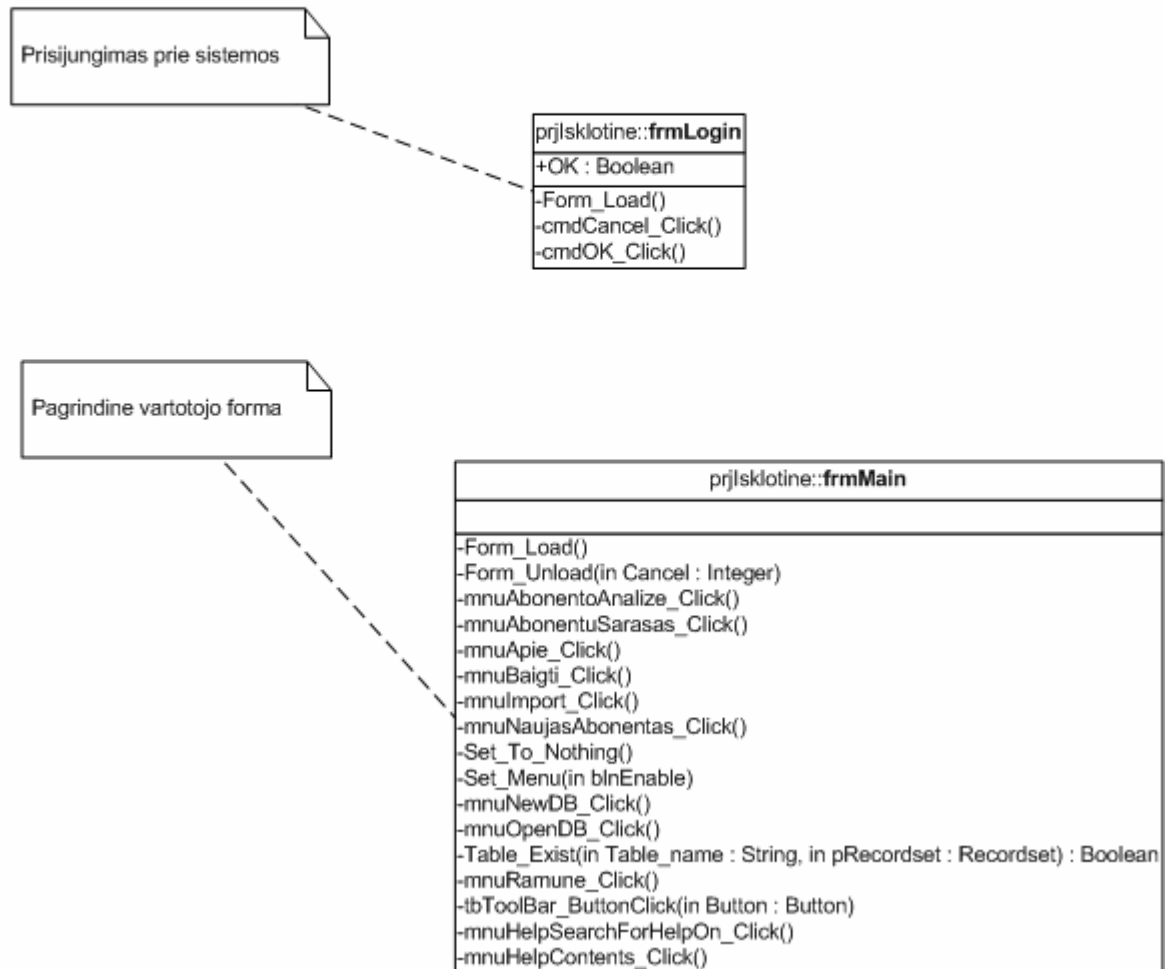 Prisijungimas prie sistemos
prjIsklotine::frmLogin
+OK : Boolean
-Form_Load()
-cmdCancel_Click()
-cmdOK_Click()
Pagrindine vartotojo forma
prjIsklotine::frmMain
-Form_Load()
-Form_Unload(in Cancel : Integer)
-mnuAbonentoAnalize_Click()
-mnuAbonentuSarasas_Click()
-mnuApie_Click()
-mnuBaigti_Click()
-mnuImport_Click()
-mnuNaujasAbonentas_Click()
-Set_To_Nothing()
-Set_Menu(in blnEnable)
-mnuNewDB_Click()
-mnuOpenDB_Click()
-Table_Exist(in Table_name : String, in pRecordset : Recordset) : Boolean
-mnuRamune_Click()
-tbToolBar_ButtonClick(in Button : Button)
-mnuHelpSearchForHelpOn_Click()
-mnuHelpContents_Click()